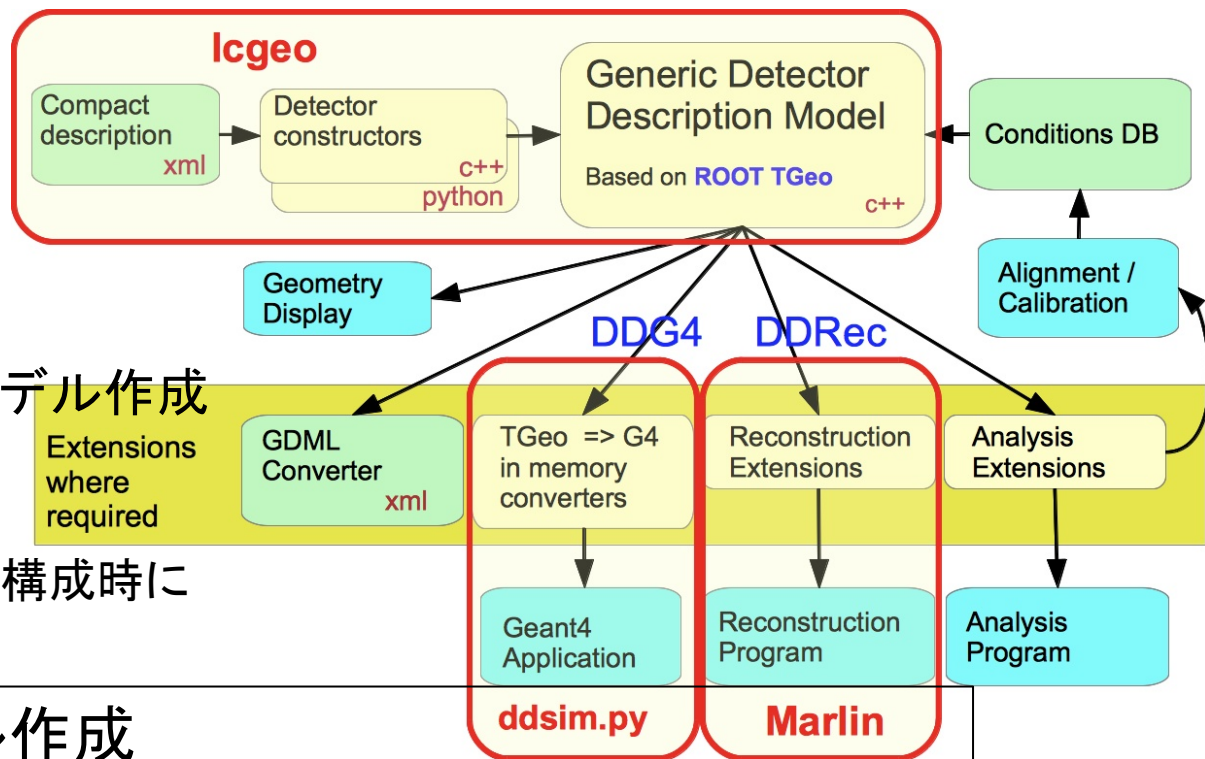 lcgeo
Compact
description
xml
Detector
constructors
c++
python
Generic Detector
Description Model
Based on ROOT TGeo
c++
Conditions DB
Geometry
Display
Alignment /
Calibration
DDG4
DDRec
デル作成
Extensions
where
required
GDML
Converter
xml
TGeo => G4
in memory
converters
Reconstruction
Extensions
Analysis
Extensions
構成時に
Geant4
Application
Reconstruction
Program
Analysis
Program
ddsim.py
Marlin
ル作成